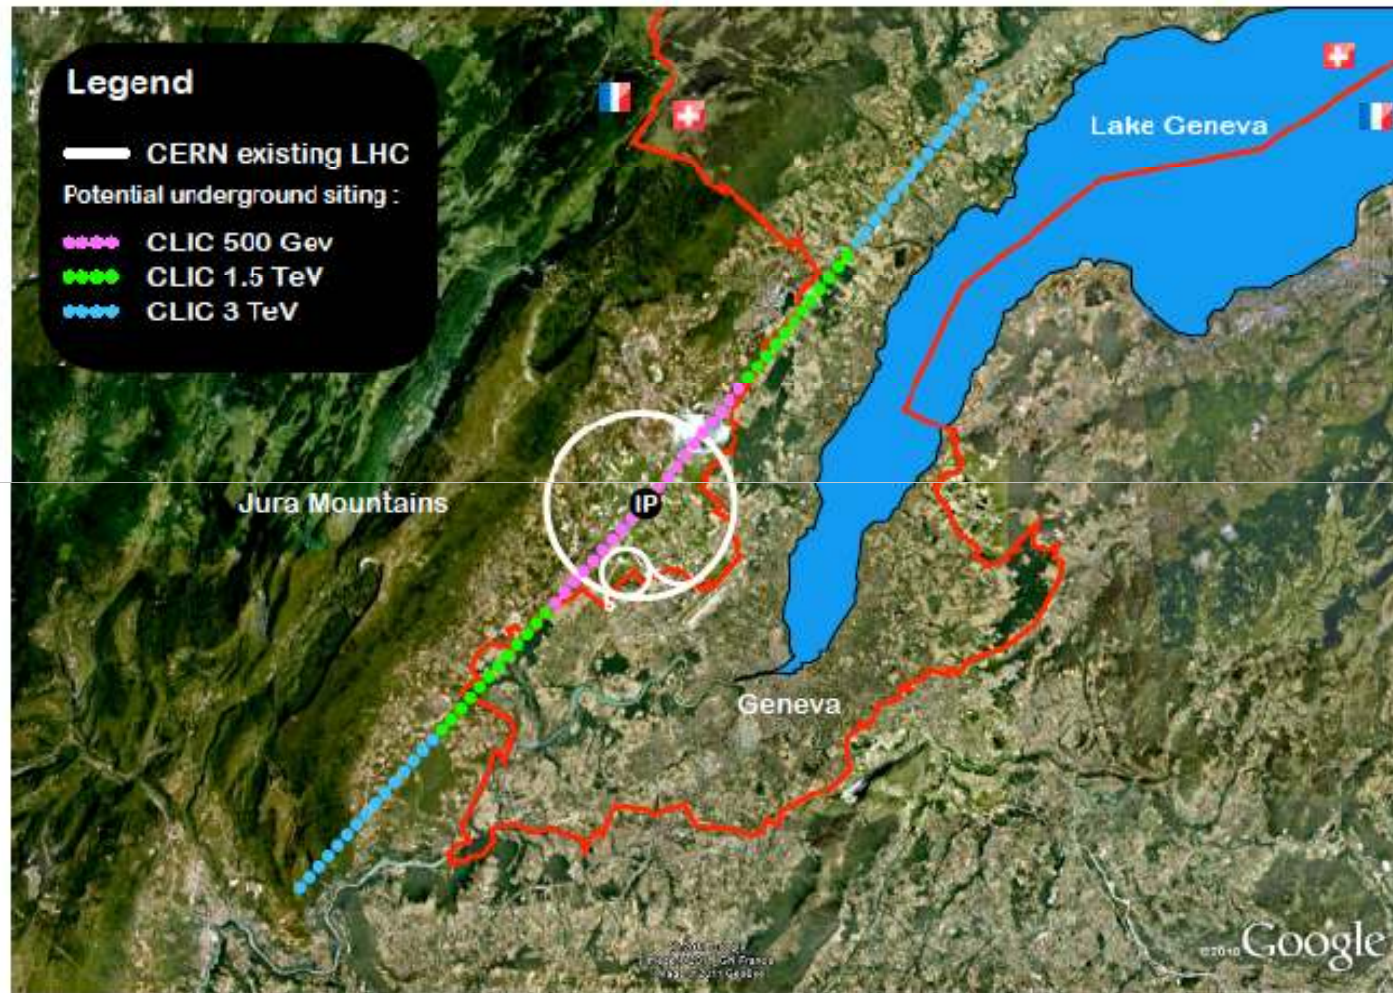 Legend
CERN existing LHC
Potential underground siting :
CLIC 500 Gev
CLIC 1.5 TeV
CLIC 3 TeV
Lake Geneva
Jura Mountains
IP
Geneva
©2010 Google